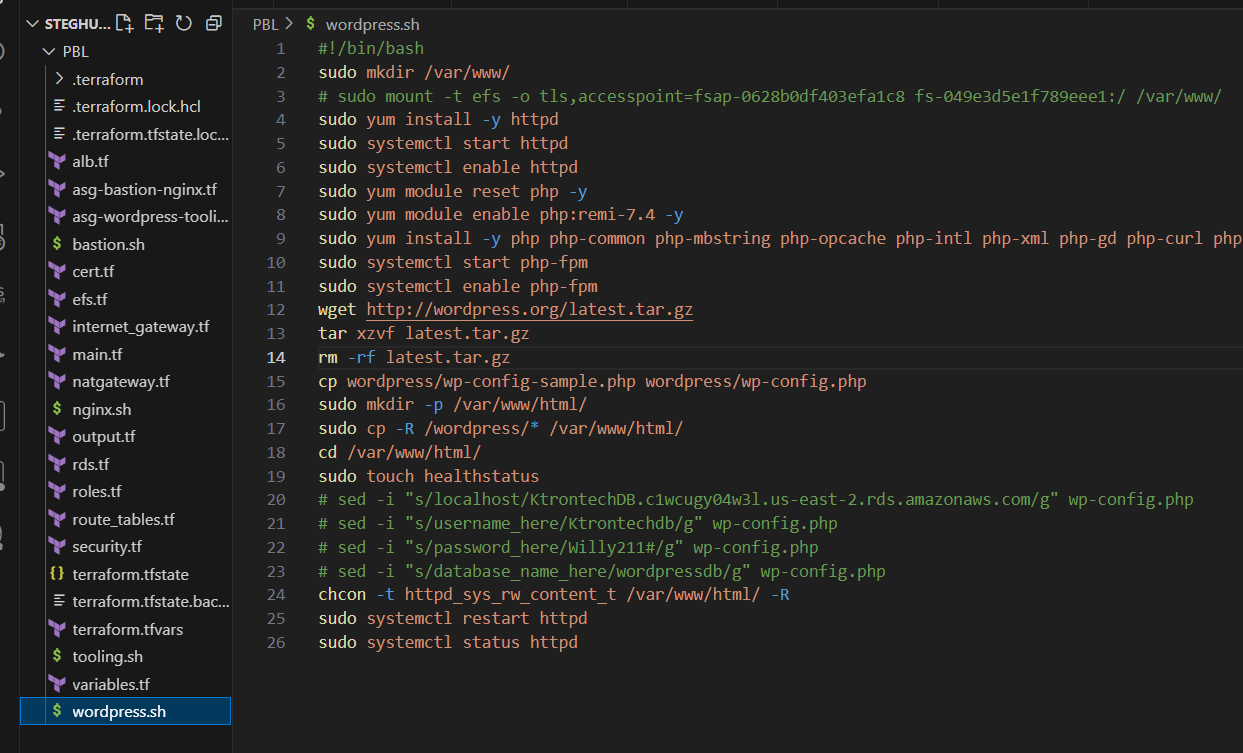 STEGHU...
PBL
.terraform
.terraform.lock.hcl
.terraform.tfstate.loc...
alb.tf
asg-bastion-nginx.tf
asg-wordpress-tooli...
bastion.sh
cert.tf
efs.tf
internet_gateway.tf
main.tf
natgateway.tf
nginx.sh
output.tf
rds.tf
roles.tf
route_tables.tf
security.tf
terraform.tfstate
terraform.tfstate.bac...
terraform.tfvars
tooling.sh
variables.tf
wordpress.sh
PBL > $ wordpress.sh
1 #!/bin/bash
2 sudo mkdir /var/www/
3 # sudo mount -t efs -o tls,accesspoint=fsap-0628b0df403efa1c8 fs-049e3d5e1f789eee1:/ /var/www/
4 sudo yum install -y httpd
5 sudo systemctl start httpd
6 sudo systemctl enable httpd
7 sudo yum module reset php -y
8 sudo yum module enable php:remi-7.4 -y
9 sudo yum install -y php php-common php-mbstring php-opcache php-intl php-xml php-gd php-curl php
10 sudo systemctl start php-fpm
11 sudo systemctl enable php-fpm
12 wget http://wordpress.org/latest.tar.gz
13 tar xzvf latest.tar.gz
14 rm -rf latest.tar.gz
15 cp wordpress/wp-config-sample.php wordpress/wp-config.php
16 sudo mkdir -p /var/www/html/
17 sudo cp -R /wordpress/* /var/www/html/
18 cd /var/www/html/
19 sudo touch healthstatus
20 # sed -i "s/localhost/KtrontechDB.c1wcugy04w3l.us-east-2.rds.amazonaws.com/g" wp-config.php
21 # sed -i "s/username_here/Ktrontechdb/g" wp-config.php
22 # sed -i "s/password_here/Willy211#/g" wp-config.php
23 # sed -i "s/database_name_here/wordpressdb/g" wp-config.php
24 chcon -t httpd_sys_rw_content_t /var/www/html/ -R
25 sudo systemctl restart httpd
26 sudo systemctl status httpd